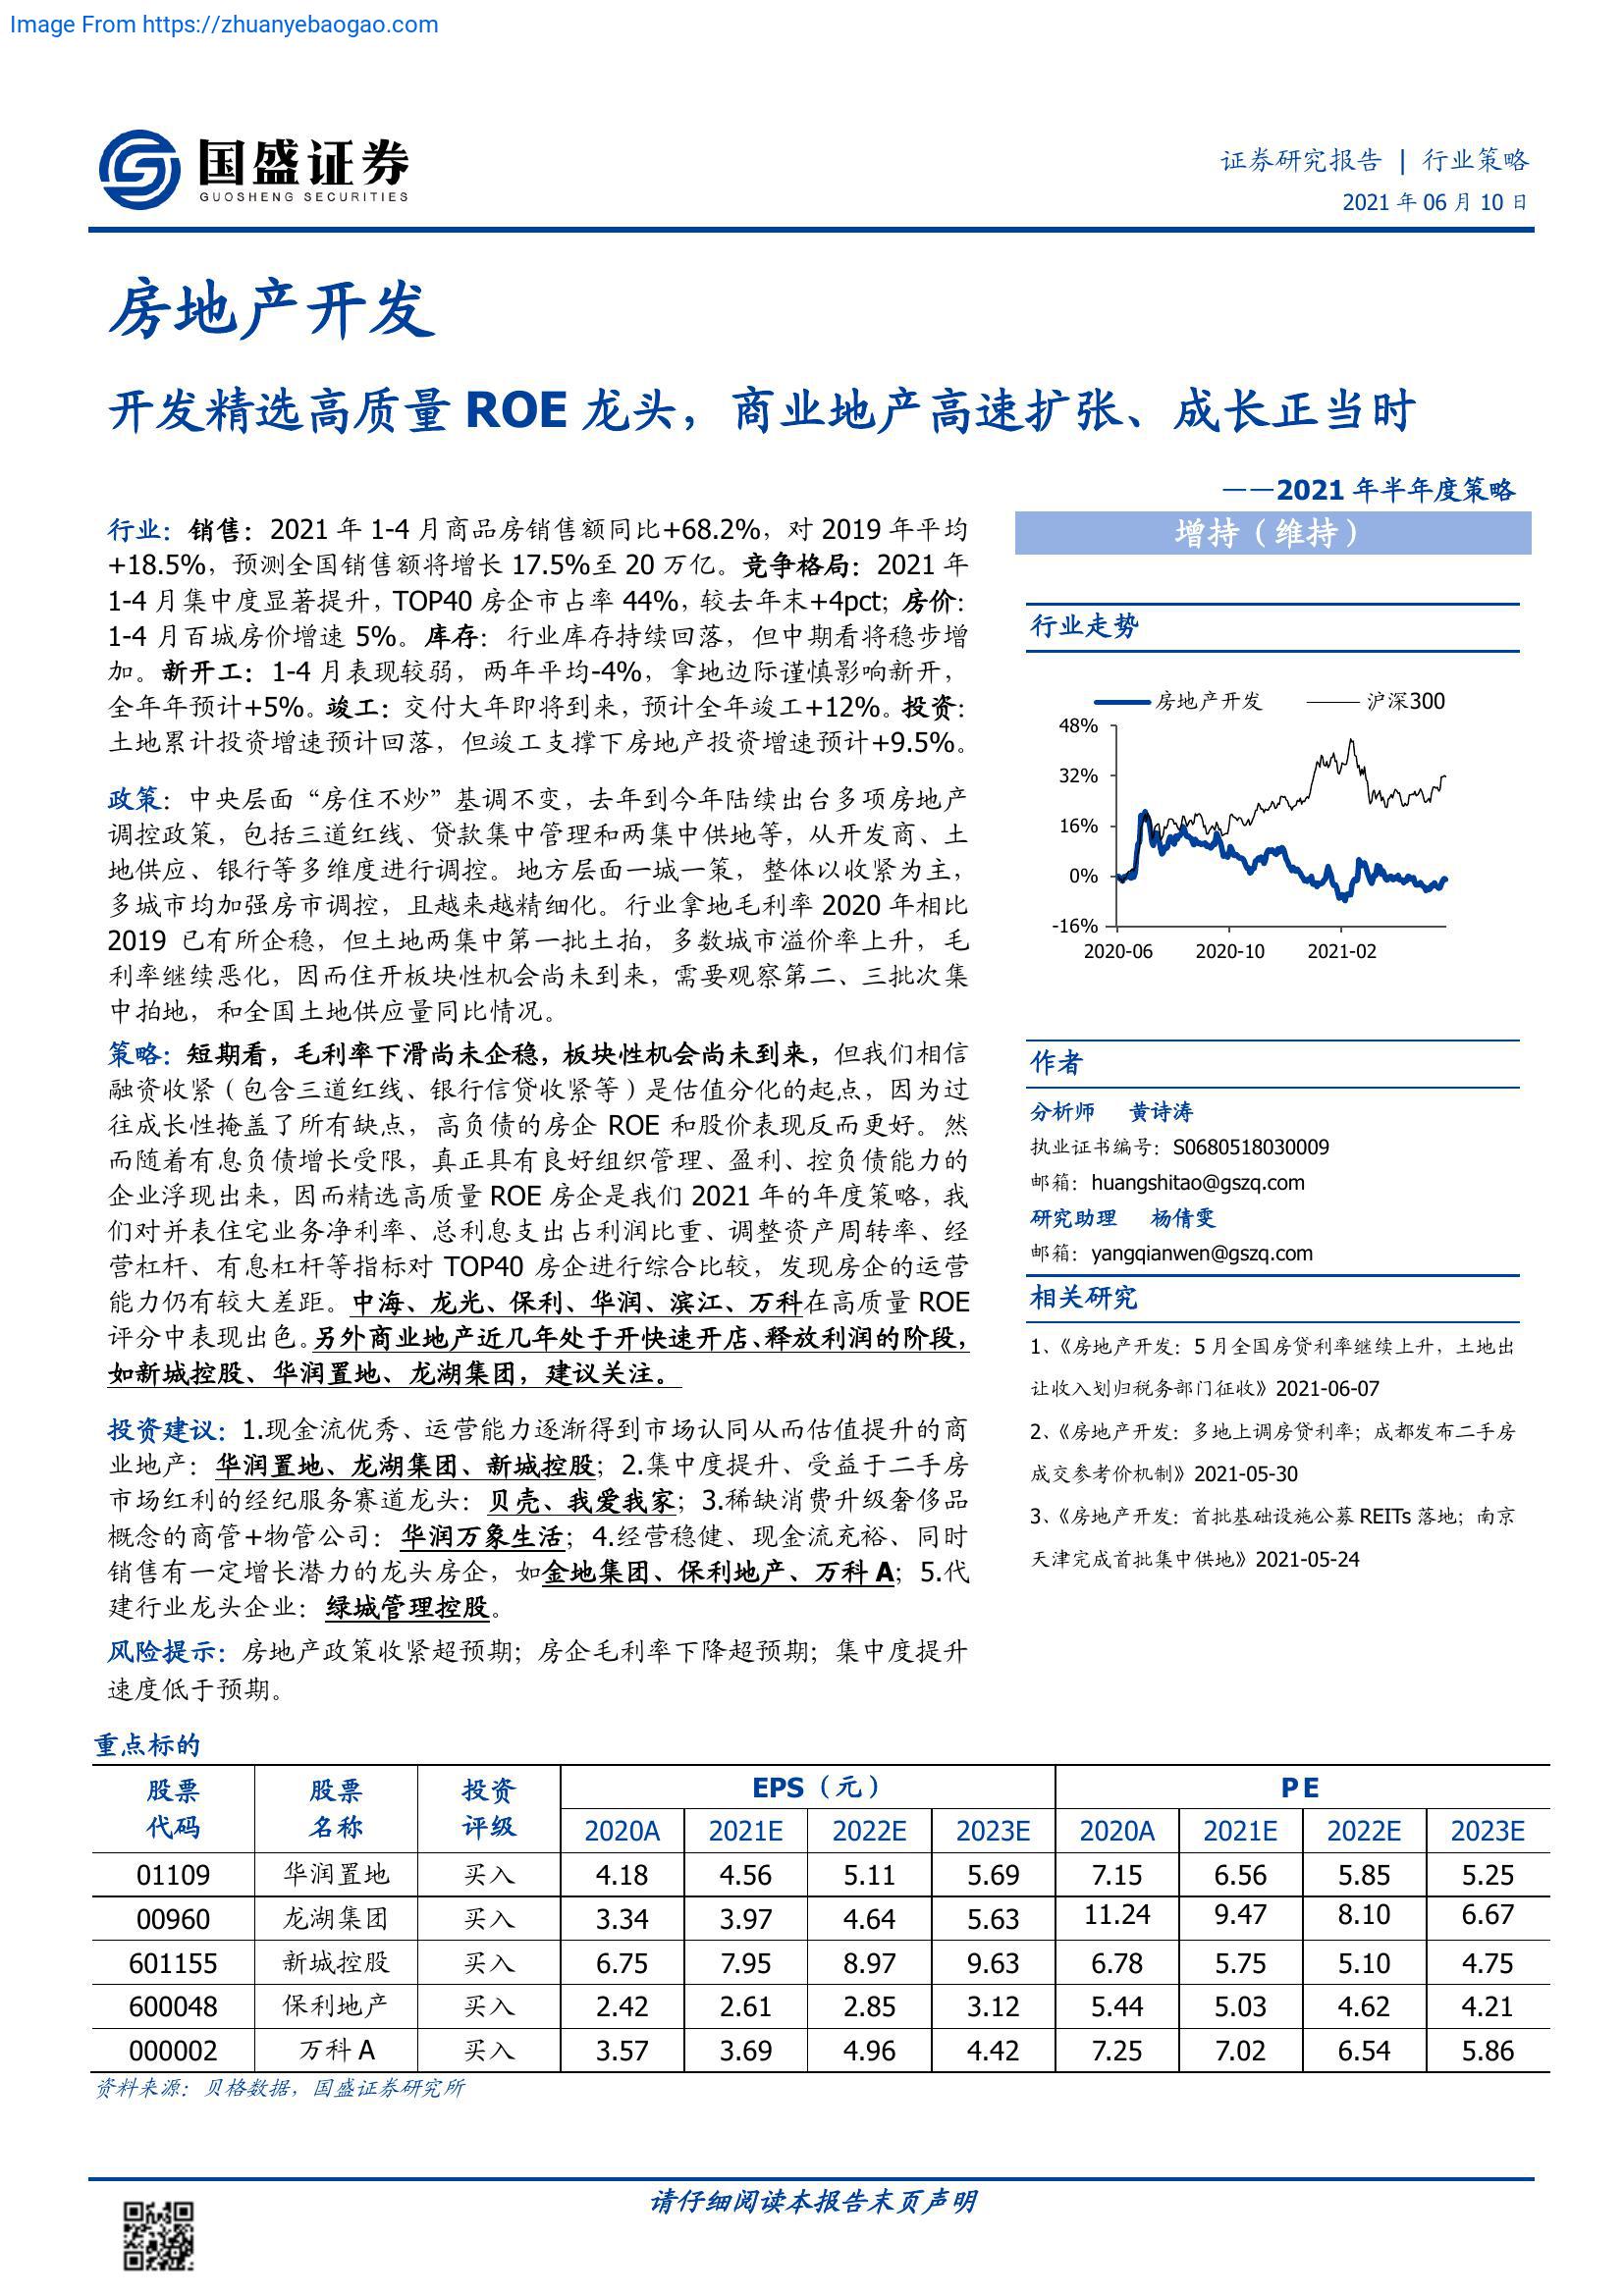 Image From https://zhuanyebaogao.com
国盛证券
GUOSHENG SECURITIES
证券研究报告 | 行业策略
2021 年 06 月 10 日
房地产开发
开发精选高质量 ROE 龙头，商业地产高速扩张、成长正当时
——2021 年半年度策略
行业：销售：2021 年 1-4 月商品房销售额同比+68.2%，对 2019 年平均
+18.5%，预测全国销售额将增长 17.5%至 20 万亿。竞争格局：2021 年
1-4 月集中度显著提升，TOP40 房企市占率 44%，较去年末+4pct；房价：
1-4 月百城房价增速 5%。库存：行业库存持续回落，但中期看将稳步增
加。新开工：1-4 月表现较弱，两年平均-4%，拿地边际谨慎影响新开，
全年年预计+5%。竣工：交付大年即将到来，预计全年竣工+12%。投资：
土地累计投资增速预计回落，但竣工支撑下房地产投资增速预计+9.5%。
政策：中央层面“房住不炒”基调不变，去年到今年陆续出台多项房地产
调控政策，包括三道红线、贷款集中管理和两集中供地等，从开发商、土
地供应、银行等多维度进行调控。地方层面一城一策，整体以收紧为主，
多城市均加强房市调控，且越来越精细化。行业拿地毛利率 2020 年相比
2019 已有所企稳，但土地两集中第一批土拍，多数城市溢价率上升，毛
利率继续恶化，因而住开板块性机会尚未到来，需要观察第二、三批次集
中拍地，和全国土地供应量同比情况。
策略：短期看，毛利率下滑尚未企稳，板块性机会尚未到来，但我们相信
融资收紧（包含三道红线、银行信贷收紧等）是估值分化的起点，因为过
往成长性掩盖了所有缺点，高负债的房企 ROE 和股价表现反而更好。然
而随着有息负债增长受限，真正具有良好组织管理、盈利、控负债能力的
企业浮现出来，因而精选高质量 ROE 房企是我们 2021 年的年度策略，我
们对并表住宅业务净利率、总利息支出占利润比重、调整资产周转率、经
营杠杆、有息杠杆等指标对 TOP40 房企进行综合比较，发现房企的运营
能力仍有较大差距。中海、龙光、保利、华润、滨江、万科在高质量 ROE
评分中表现出色。另外商业地产近几年处于开快速开店、释放利润的阶段，
如新城控股、华润置地、龙湖集团，建议关注。
投资建议：1.现金流优秀、运营能力逐渐得到市场认同从而估值提升的商
业地产：华润置地、龙湖集团、新城控股；2.集中度提升、受益于二手房
市场红利的经纪服务赛道龙头：贝壳、我爱我家；3.稀缺消费升级奢侈品
概念的商管+物管公司：华润万象生活；4.经营稳健、现金流充裕、同时
销售有一定增长潜力的龙头房企，如金地集团、保利地产、万科 A；5.代
建行业龙头企业：绿城管理控股。
风险提示：房地产政策收紧超预期；房企毛利率下降超预期；集中度提升
速度低于预期。
增持（维持）
行业走势
房地产开发 沪深300
48%
32%
16%
0%
-16%
2020-06 2020-10 2021-02
作者
分析师 黄诗涛
执业证书编号：S0680518030009
邮箱：huangshitao@gszq.com
研究助理 杨倩雯
邮箱：yangqianwen@gszq.com
相关研究
1、《房地产开发：5 月全国房贷利率继续上升，土地出
让收入划归税务部门征收》2021-06-07
2、《房地产开发：多地上调房贷利率；成都发布二手房
成交参考价机制》2021-05-30
3、《房地产开发：首批基础设施公募 REITs 落地；南京
天津完成首批集中供地》2021-05-24
重点标的
股票 股票 投资 EPS（元） P E
代码 名称 评级 2020A 2021E 2022E 2023E 2020A 2021E 2022E 2023E
01109 华润置地 买入 4.18 4.56 5.11 5.69 7.15 6.56 5.85 5.25
00960 龙湖集团 买入 3.34 3.97 4.64 5.63 11.24 9.47 8.10 6.67
601155 新城控股 买入 6.75 7.95 8.97 9.63 6.78 5.75 5.10 4.75
600048 保利地产 买入 2.42 2.61 2.85 3.12 5.44 5.03 4.62 4.21
000002 万科 A 买入 3.57 3.69 4.96 4.42 7.25 7.02 6.54 5.86
资料来源：贝格数据，国盛证券研究所
请仔细阅读本报告末页声明